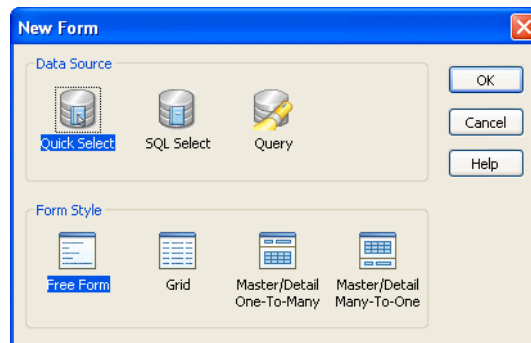 New Form
Data Source
Quick Select
SQL Select
Query
OK
Cancel
Help
Form Style
Free Form
Grid
Master/Detail
One-To-Many
Master/Detail
Many-To-One